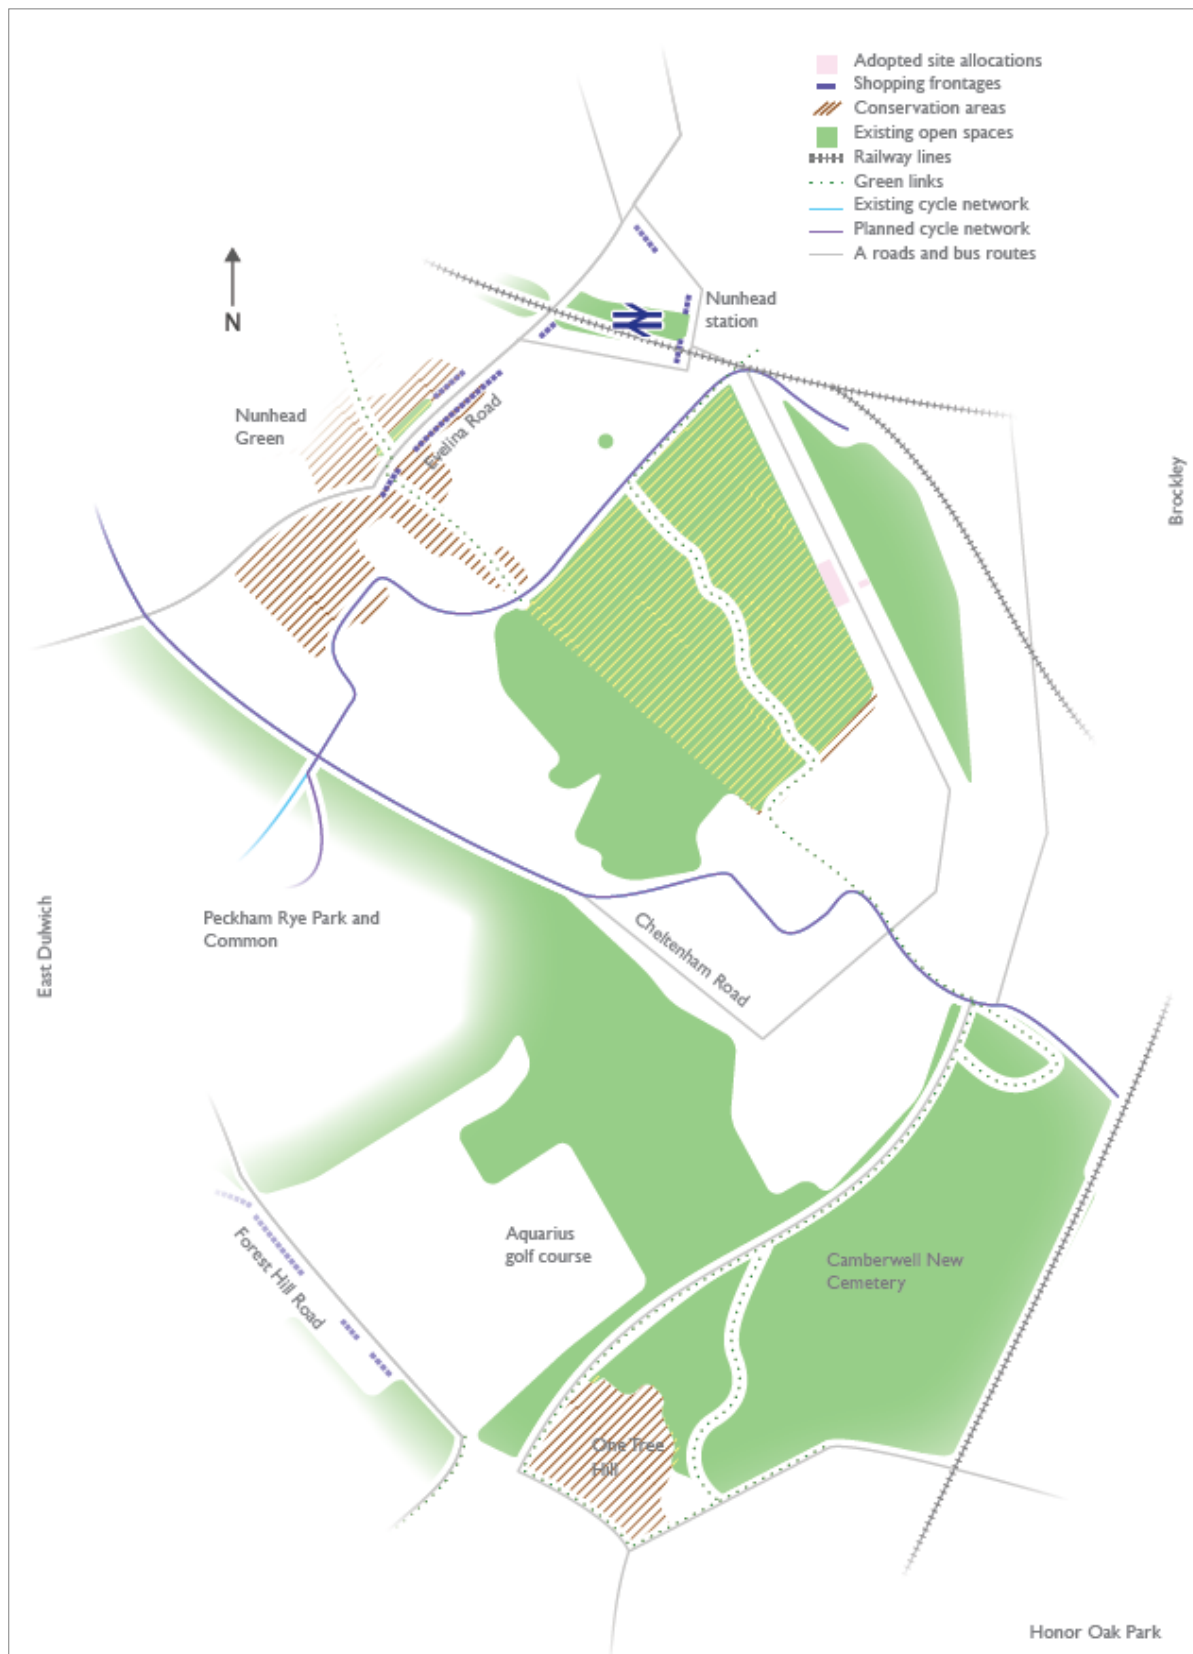 Adopted site allocations
Shopping frontages
Conservation areas
Existing open spaces
Railway lines
Green links
Existing cycle network
Planned cycle network
A roads and bus routes
N
Nunhead
station
Nunhead
Green
Evelina Road
Brockley
Peckham Rye Park and
Common
East Dulwich
Cheltenham Road
Aquarius
golf course
Forest Hill Road
Camberwell New
Cemetery
One Tree
Hill
Honor Oak Park